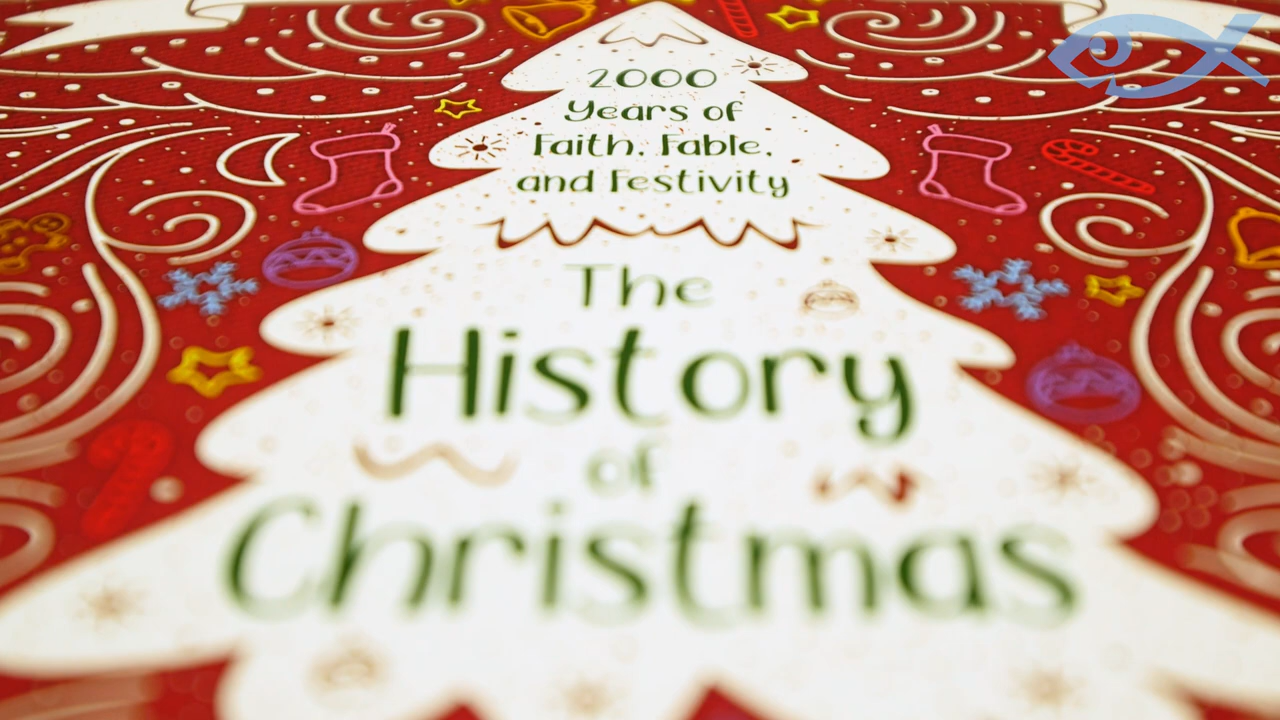 2000
Years of
Faith, Fable,
and Festivity
The
History
of
Christmas